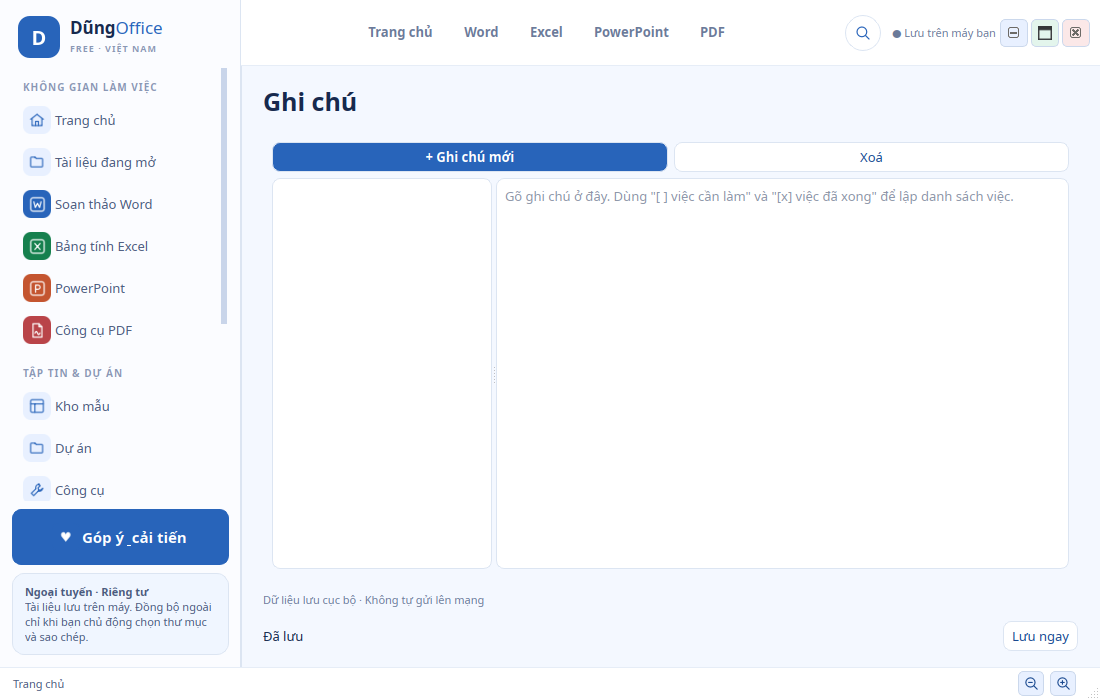 D
DũngOffice
FREE · VIỆT NAM
Trang chủ
Word
Excel
PowerPoint
PDF
Lưu trên máy bạn
KHÔNG GIAN LÀM VIỆC
Trang chủ
Tài liệu đang mở
Soạn thảo Word
Bảng tính Excel
PowerPoint
Công cụ PDF
TẬP TIN & DỰ ÁN
Kho mẫu
Dự án
Công cụ
♥ Góp ý _cải tiến
Ngoại tuyến · Riêng tư
Tài liệu lưu trên máy. Đồng bộ ngoài
chỉ khi bạn chủ động chọn thư mục
và sao chép.
Ghi chú
+ Ghi chú mới
Xoá
Gõ ghi chú ở đây. Dùng "[ ] việc cần làm" và "[x] việc đã xong" để lập danh sách việc.
Dữ liệu lưu cục bộ · Không tự gửi lên mạng
Đã lưu
Lưu ngay
Trang chủ